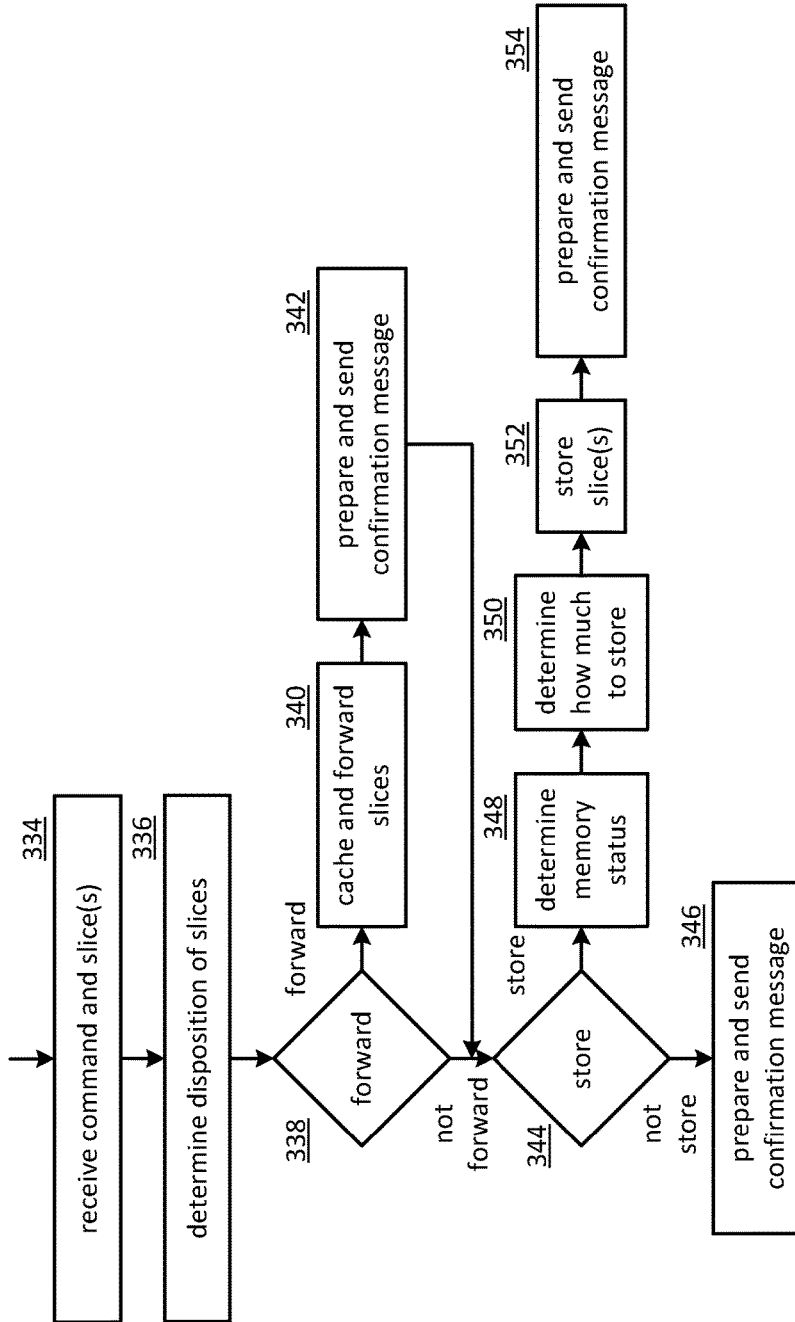 334
receive command and slice(s)
336
determine disposition of slices
338
forward
forward
not
forward
340
cache and forward
slices
342
prepare and send
confirmation message
344
store
store
not
store
346
prepare and send
confirmation message
348
determine
memory
status
350
determine
how much
to store
352
store
slice(s)
354
prepare and send
confirmation message